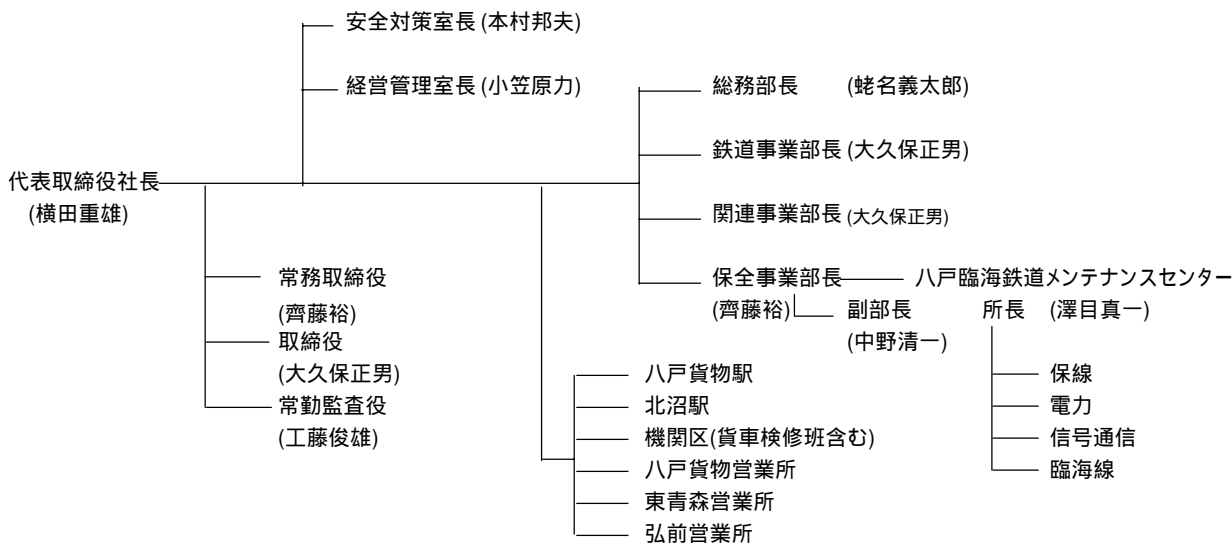 安全対策室長 (本村邦夫)
経営管理室長 (小笠原力)
総務部長 (蛯名義太郎)
鉄道事業部長 (大久保正男)
代表取締役社長
(横田重雄)
関連事業部長 (大久保正男)
常務取締役
(齊藤裕)
取締役
(大久保正男)
常勤監査役
(工藤俊雄)
保全事業部長
(齊藤裕)
副部長
(中野清一)
八戸臨海鉄道メンテナンスセンター
所長 (澤目真一)
保線
電力
信号通信
臨海線
八戸貨物駅
北沼駅
機関区(貨車検修班含む)
八戸貨物営業所
東青森営業所
弘前営業所